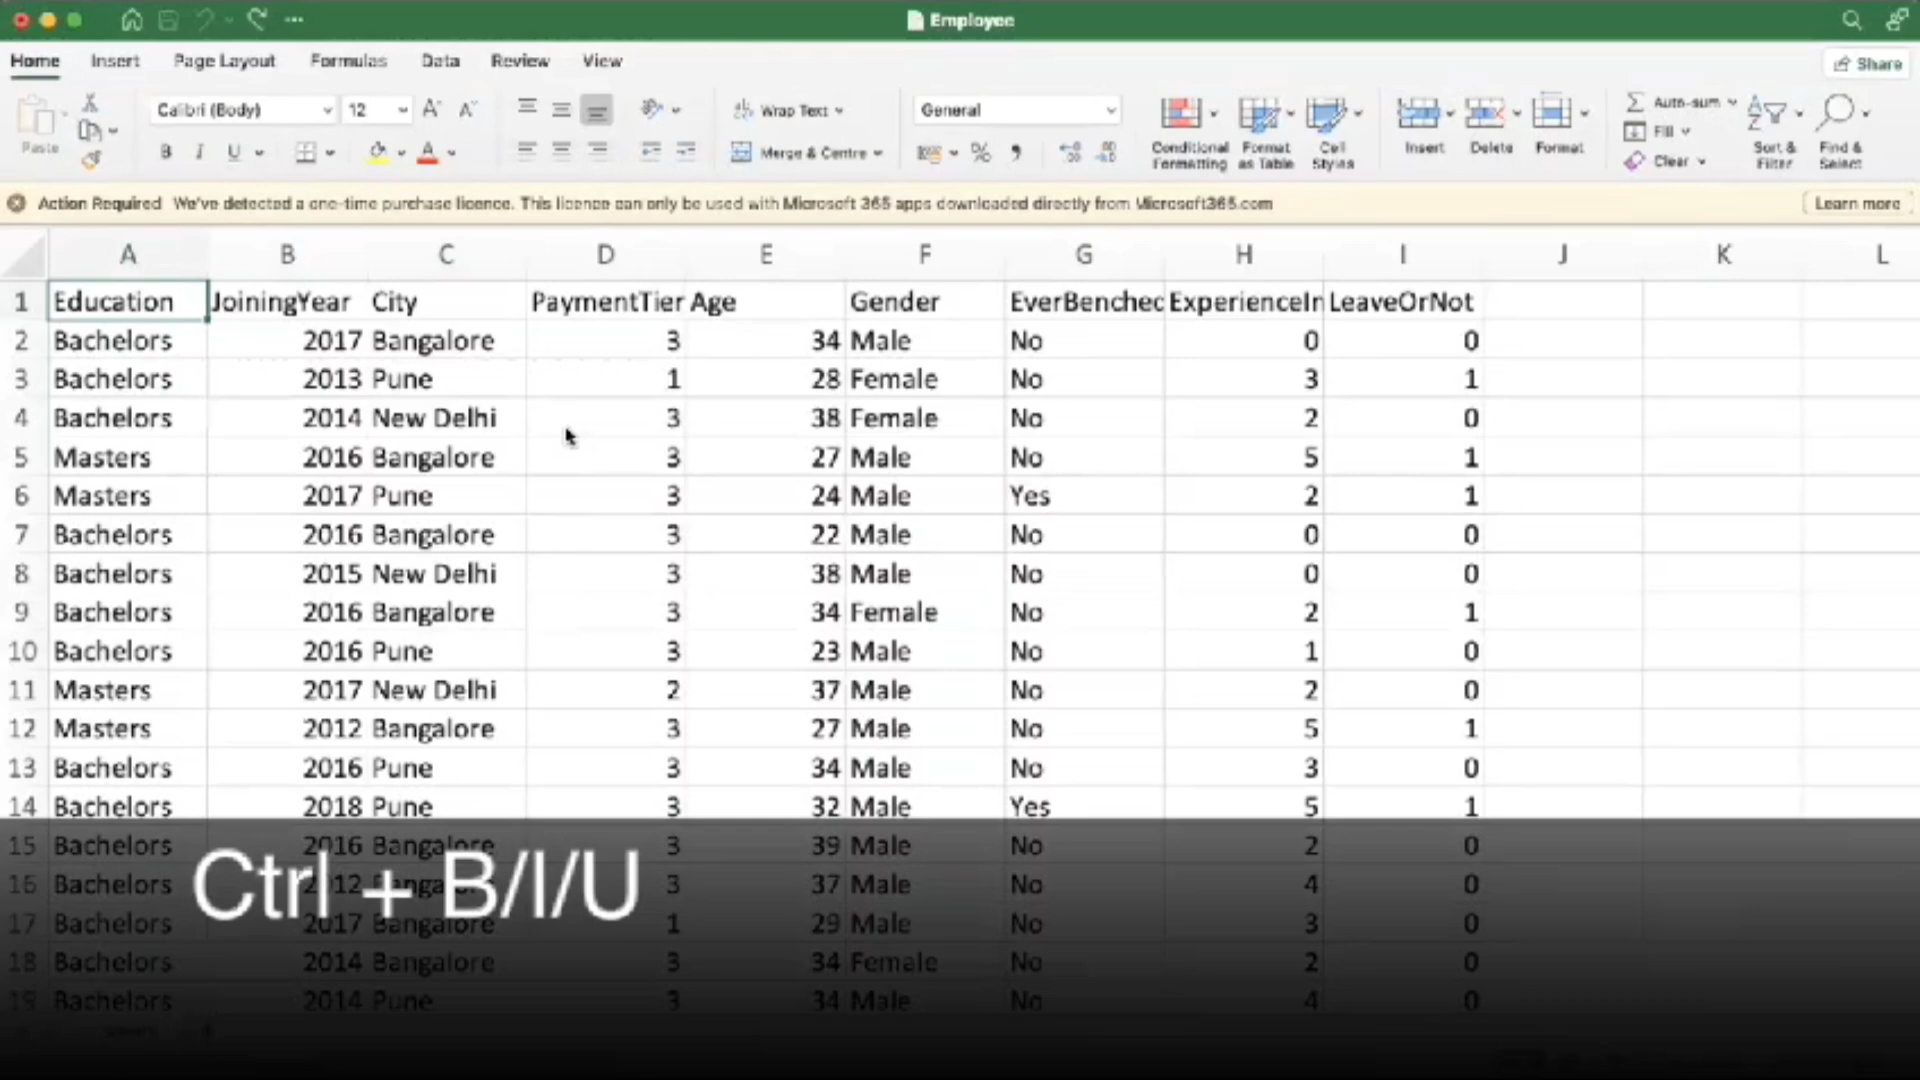 Employee
Home Insert Page Layout Formulas Data Review View Share
Paste Calibri (Body) 12 A A Wrap Text General Conditional Formatting Format as Table Cell Styles Insert Delete Format Auto-sum Sort & Filter Find & Select
B I U A Merge & Centre % Fill Clear
Action Required We've detected a one-time purchase licence. This licence can only be used with Microsoft 365 apps downloaded directly from Microsoft365.com Learn more
A B C D E F G H I J K L
1 Education JoiningYear City PaymentTier Age Gender EverBenched ExperienceIn LeaveOrNot
2 Bachelors 2017 Bangalore 3 34 Male No 0 0
3 Bachelors 2013 Pune 1 28 Female No 3 1
4 Bachelors 2014 New Delhi 3 38 Female No 2 0
5 Masters 2016 Bangalore 3 27 Male No 5 1
6 Masters 2017 Pune 3 24 Male Yes 2 1
7 Bachelors 2016 Bangalore 3 22 Male No 0 0
8 Bachelors 2015 New Delhi 3 38 Male No 0 0
9 Bachelors 2016 Bangalore 3 34 Female No 2 1
10 Bachelors 2016 Pune 3 23 Male No 1 0
11 Masters 2017 New Delhi 2 37 Male No 2 0
12 Masters 2012 Bangalore 3 27 Male No 5 1
13 Bachelors 2016 Pune 3 34 Male No 3 0
14 Bachelors 2018 Pune 3 32 Male Yes 5 1
15 Bachelors 2016 Bangalore 3 39 Male No 2 0
16 Bachelors 2012 Bangalore 3 37 Male No 4 0
17 Bachelors 2017 Bangalore 1 29 Male No 3 0
18 Bachelors 2014 Bangalore 3 34 Female No 2 0
19 Bachelors 2014 Pune 3 34 Male No 4 0
Ctrl + B/I/U